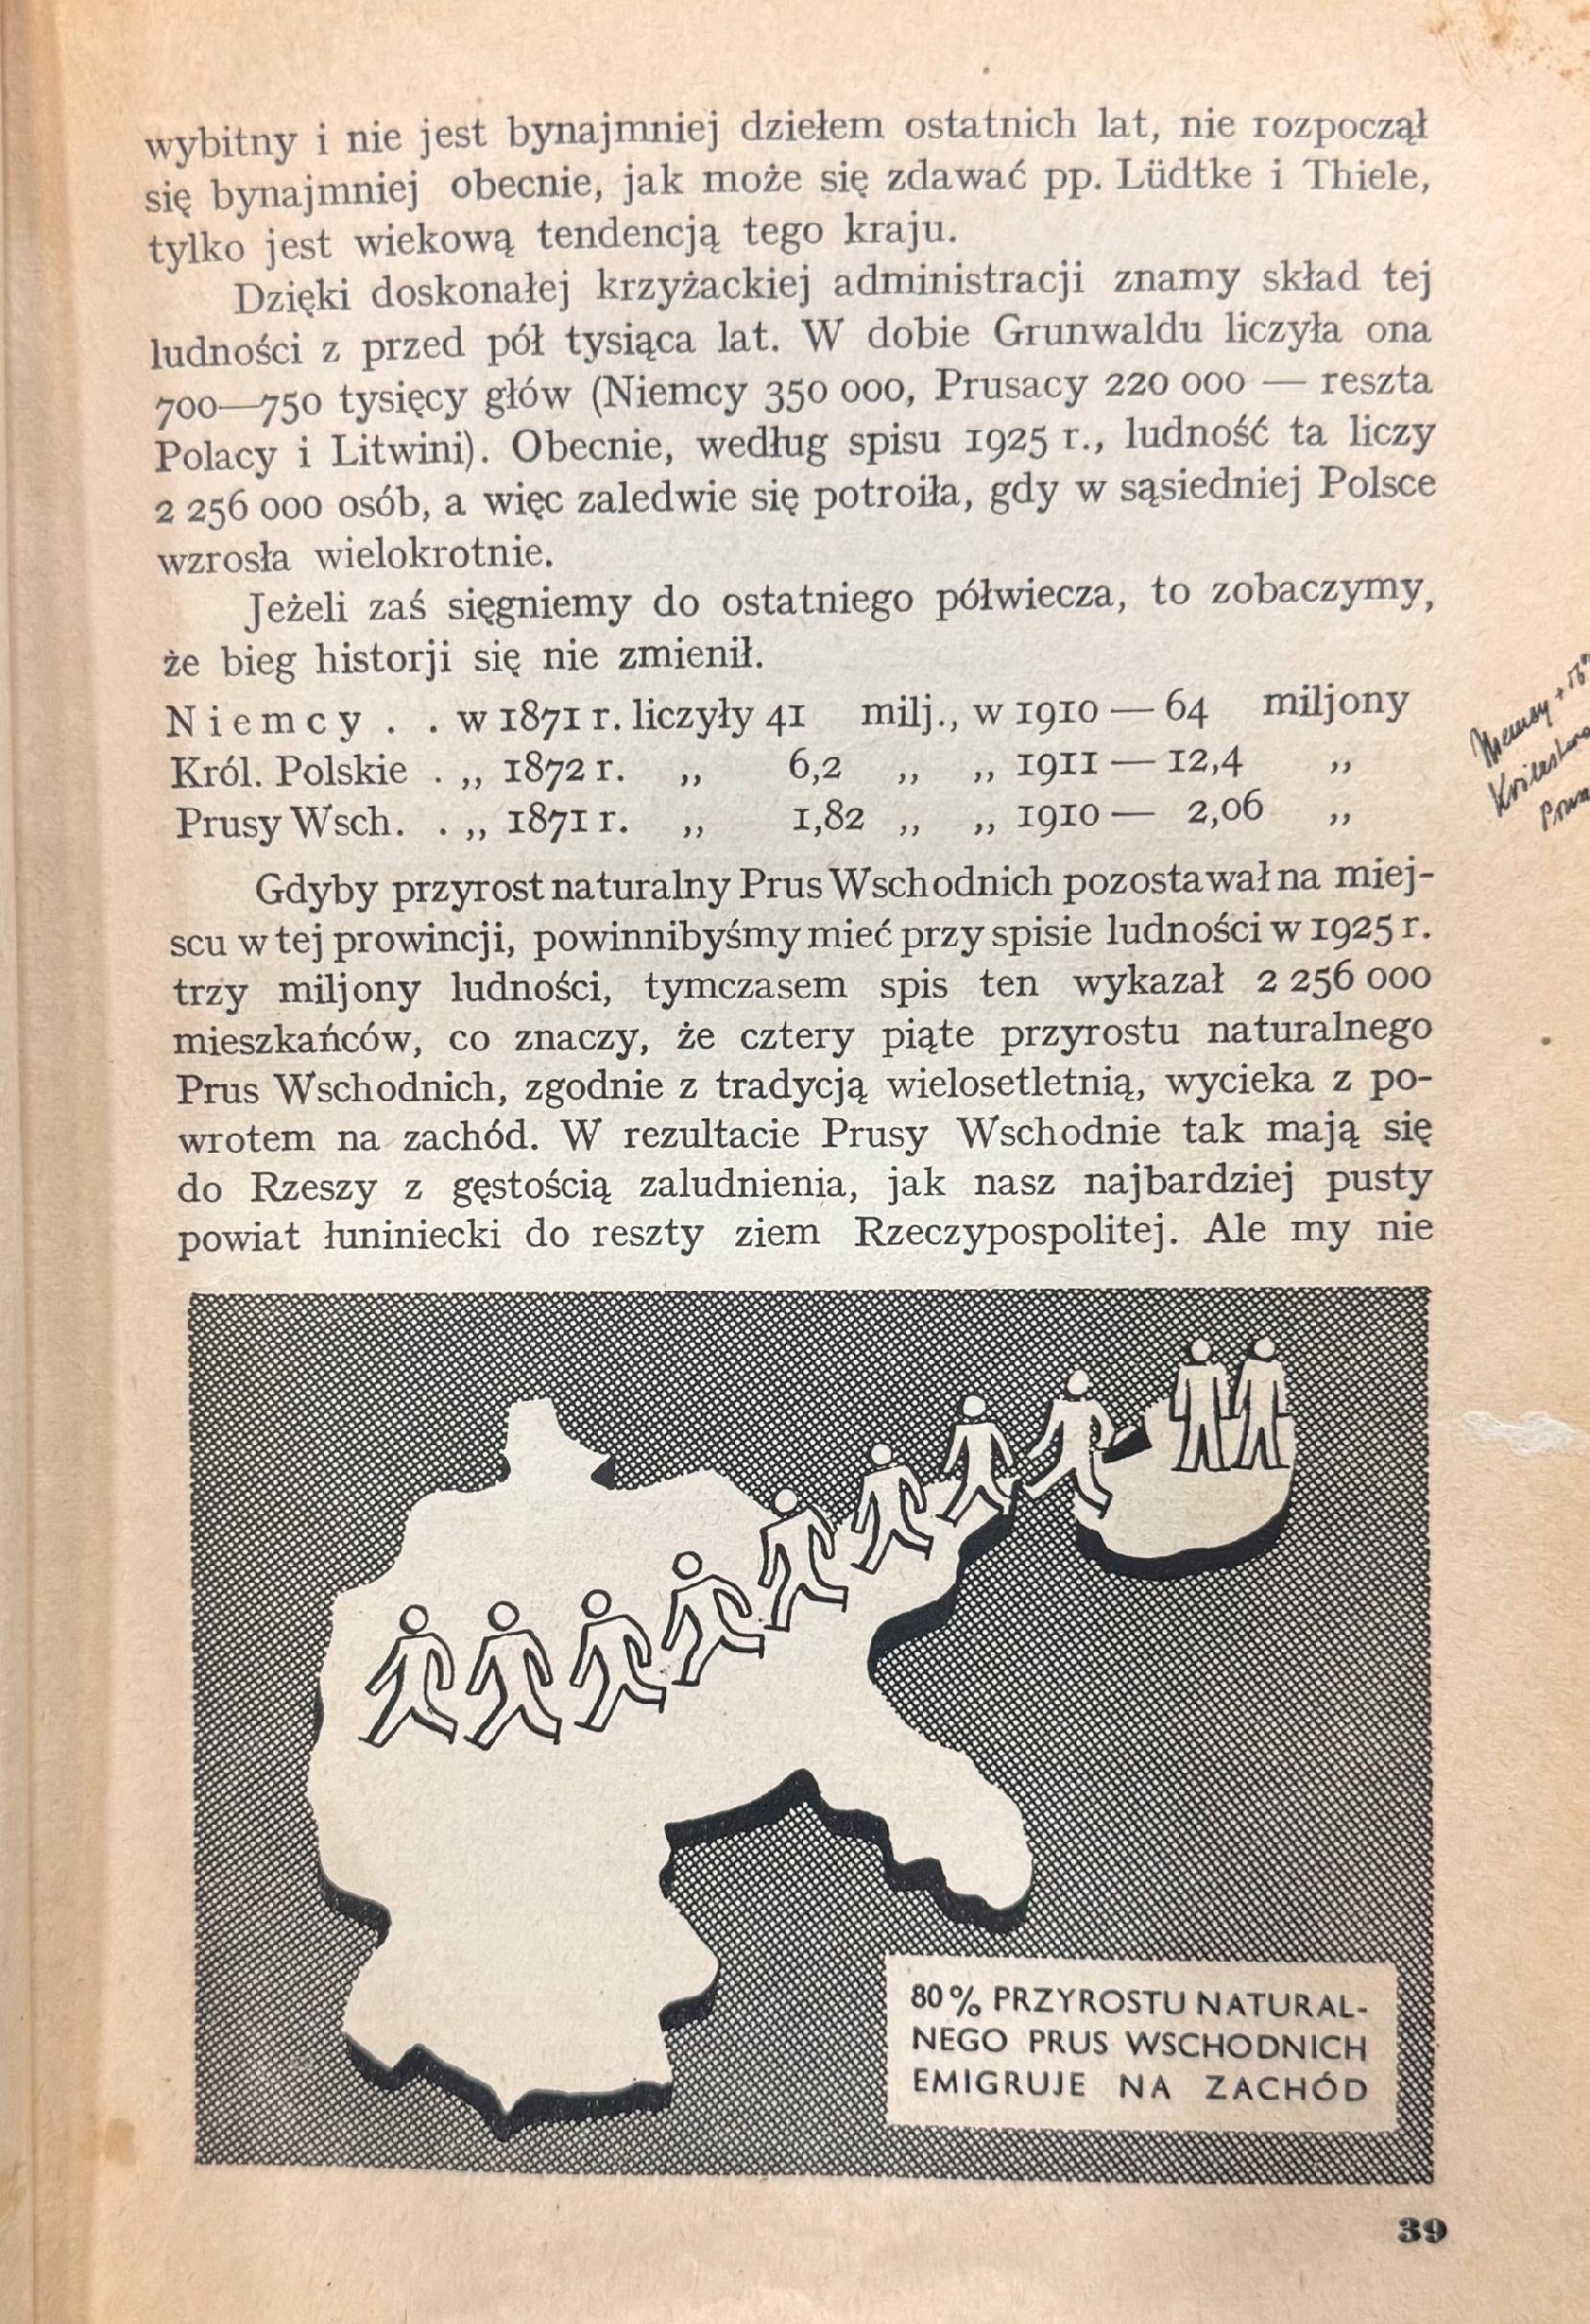 wybitny i nie jest bynajmniej dziełem ostatnich lat, nie rozpoczął
się bynajmniej obecnie, jak może się zdawać pp. Lüdtke i Thiele,
tylko jest wiekową tendencją tego kraju.
Dzięki doskonałej krzyżackiej administracji znamy skład tej
ludności z przed pół tysiąca lat. W dobie Grunwaldu liczyła ona
700—750 tysięcy głów (Niemcy 350 000, Prusacy 220 000 — reszta
Polacy i Litwini). Obecnie, według spisu 1925 r., ludność ta liczy
2 256 000 osób, a więc zaledwie się potroiła, gdy w sąsiedniej Polsce
wzrosła wielokrotnie.
Jeżeli zaś sięgniemy do ostatniego półwiecza, to zobaczymy,
że bieg historji się nie zmienił.
Niemcy . . w 1871 r. liczyły 41 milj., w 1910 — 64 miljony
Król. Polskie . „ 1872 r. „ 6,2 „ „ 1911 — 12,4 „
Prusy Wsch. . „ 1871 r. „ 1,82 „ „ 1910 — 2,06 „
Niemcy +
Gdyby przyrost naturalny Prus Wschodnich pozostawał na miej-
scu w tej prowincji, powinnibyśmy mieć przy spisie ludności w 1925 r.
trzy miljony ludności, tymczasem spis ten wykazał 2 256 000
mieszkańców, co znaczy, że cztery piąte przyrostu naturalnego
Prus Wschodnich, zgodnie z tradycją wielosetletnią, wycieka z po-
wrotem na zachód. W rezultacie Prusy Wschodnie tak mają się
do Rzeszy z gęstością zaludnienia, jak nasz najbardziej pusty
powiat łuniniecki do reszty ziem Rzeczypospolitej. Ale my nie
80% PRZYROSTU NATURAL-
NEGO PRUS WSCHODNICH
EMIGRUJE NA ZACHÓD
39